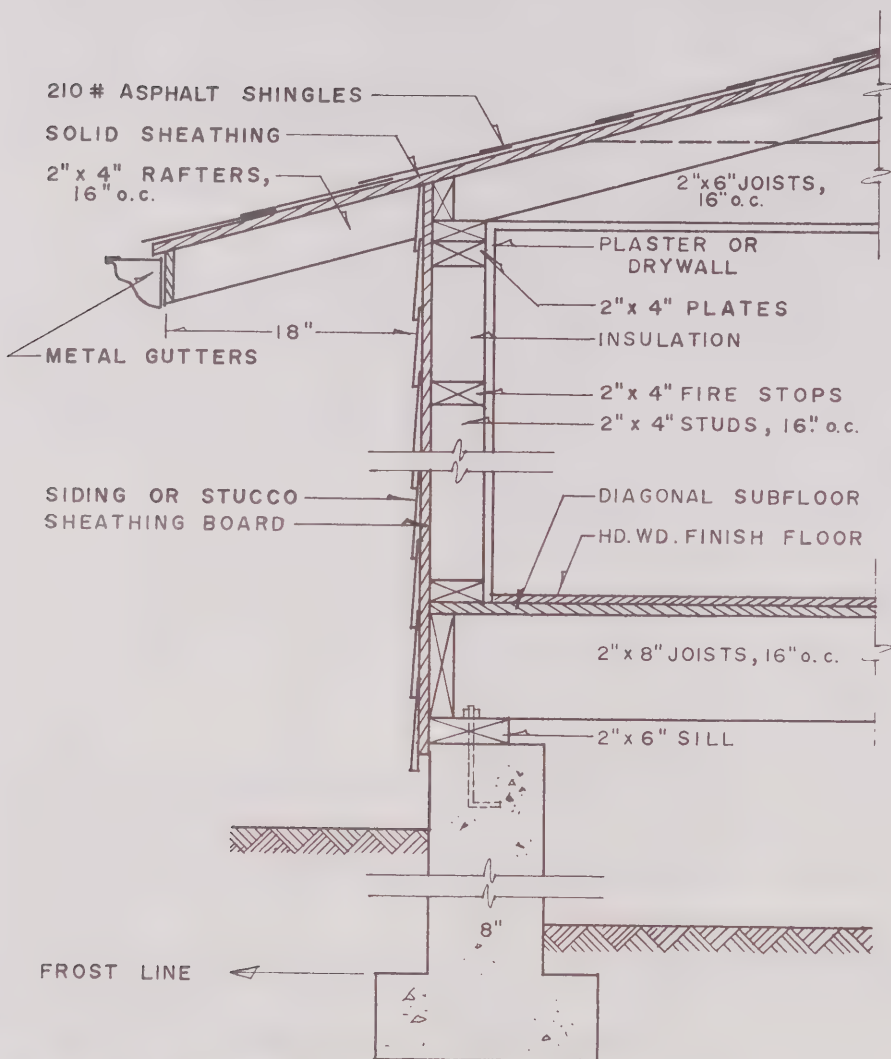 210# ASPHALT SHINGLES
SOLID SHEATHING
2" x 4" RAFTERS,
16" o.c.
2" x 6" JOISTS,
16" o.c.
PLASTER OR
DRYWALL
2" x 4" PLATES
18"
INSULATION
METAL GUTTERS
2" x 4" FIRE STOPS
2" x 4" STUDS, 16" o.c.
SIDING OR STUCCO
DIAGONAL SUBFLOOR
SHEATHING BOARD
HD. WD. FINISH FLOOR
2" x 8" JOISTS, 16" o.c.
2" x 6" SILL
8"
FROST LINE